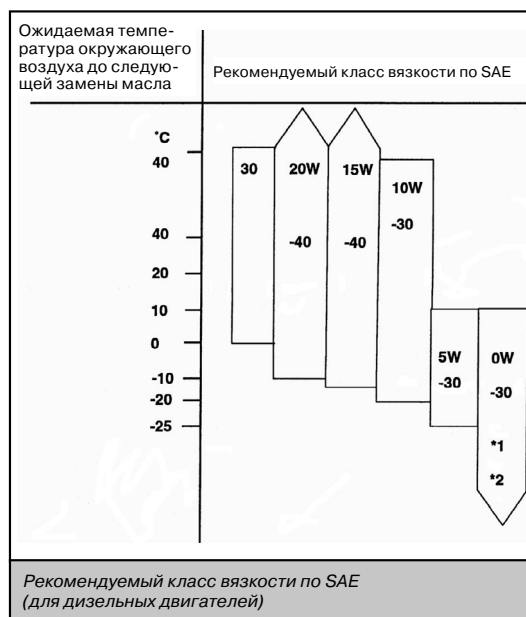 Ожидаемая темпе-
ратура окружающего
воздуха до следую-
щей замены масла
Рекомендуемый класс вязкости по SAE
°C
40
40
20
10
0
-10
-20
-25
30
20W
-40
15W
-40
10W
-30
5W
-30
0W
-30
*1
*2
Рекомендуемый класс вязкости по SAE
(для дизельных двигателей)